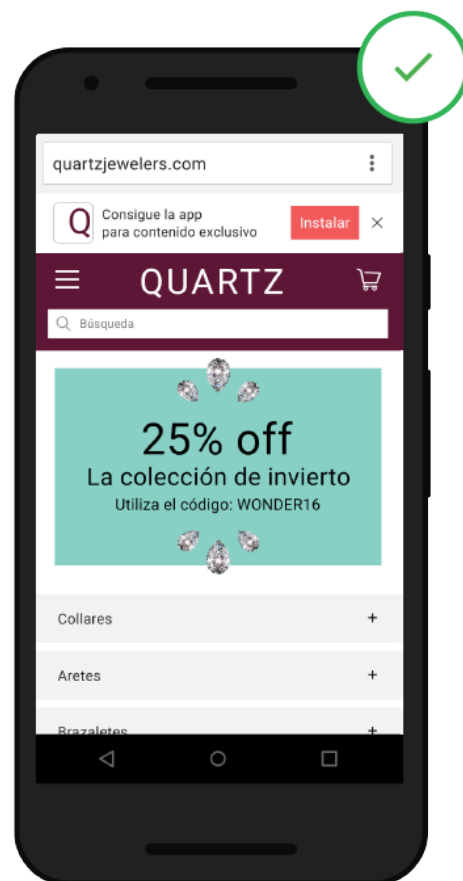 quartzjewelers.com
Q
Consigue la app
para contenido exclusivo
Instalar
QUARTZ
Búsqueda
25% off
La colección de invierto
Utiliza el código: WONDER16
Collares
+
Aretes
+
Brazaletes
+